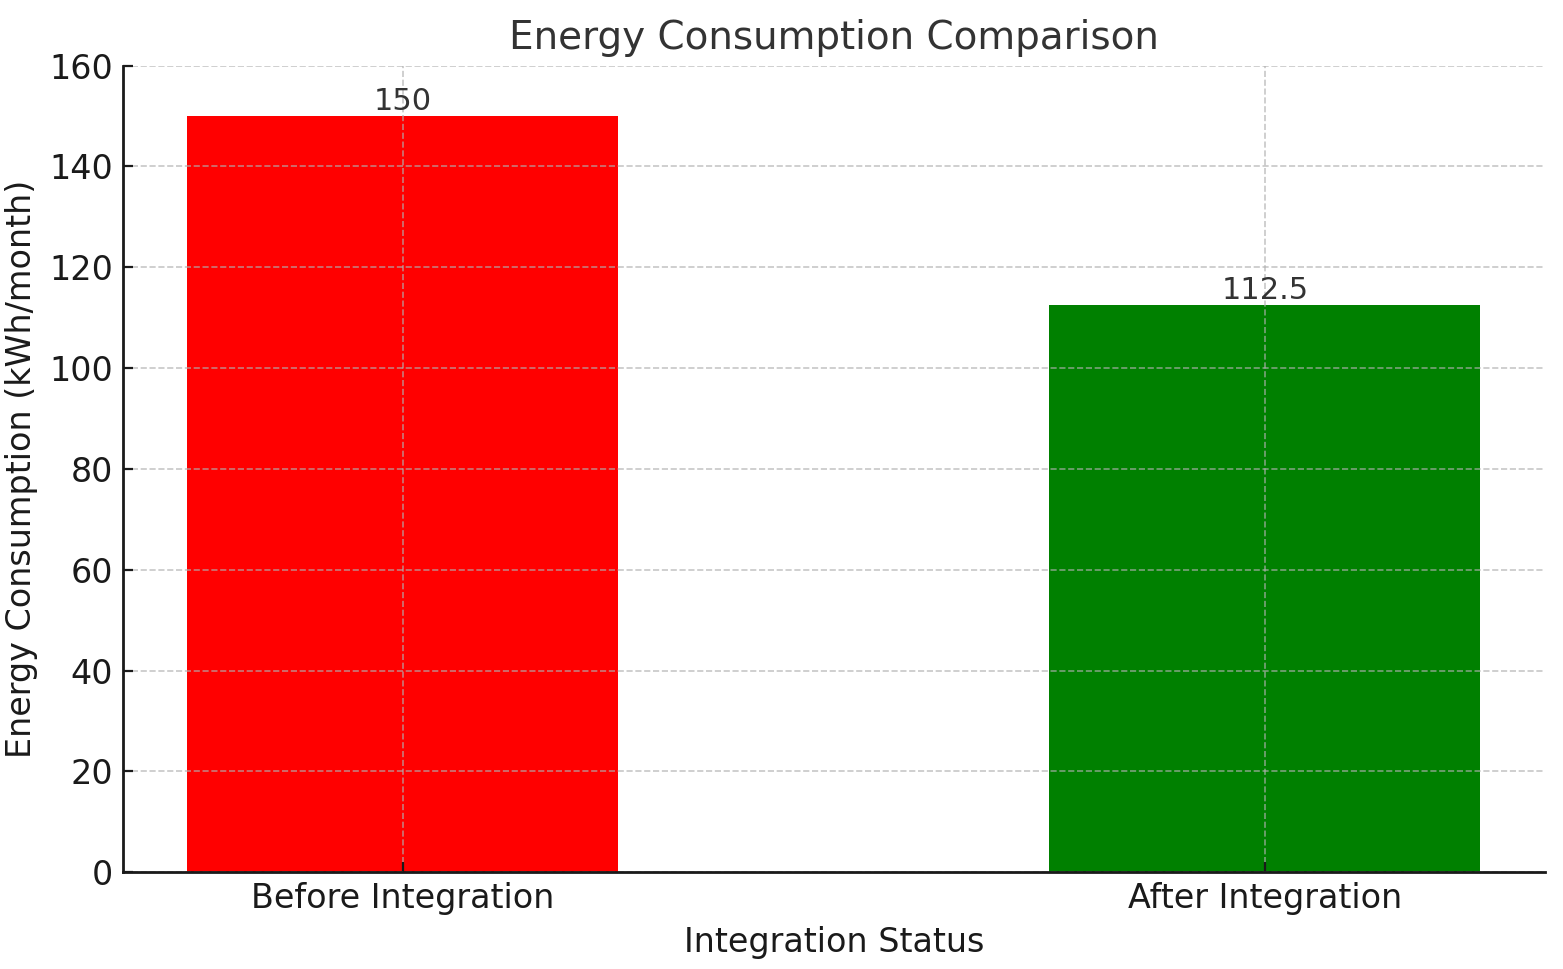 Energy Consumption Comparison
Energy Consumption (kWh/month)
160
140
120
100
80
60
40
20
0
150
112.5
Before Integration
After Integration
Integration Status